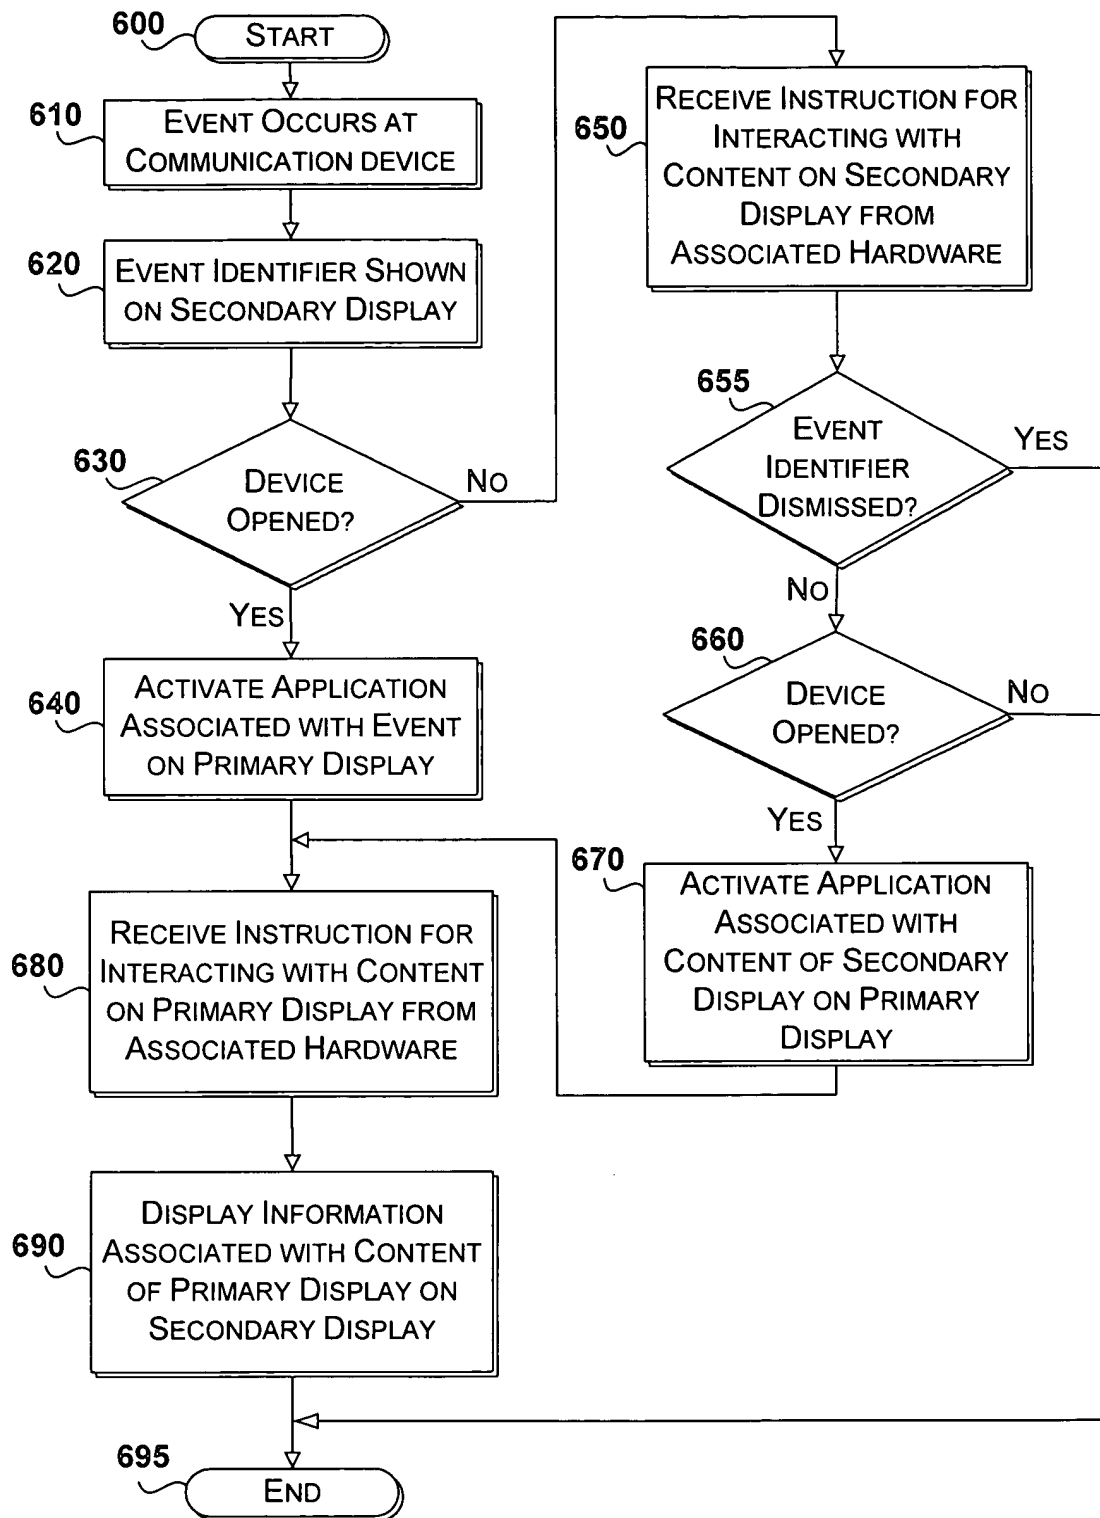 600
START
610
EVENT OCCURS AT
COMMUNICATION DEVICE
620
EVENT IDENTIFIER SHOWN
ON SECONDARY DISPLAY
630
DEVICE
OPENED?
NO
YES
640
ACTIVATE APPLICATION
ASSOCIATED WITH EVENT
ON PRIMARY DISPLAY
650
RECEIVE INSTRUCTION FOR
INTERACTING WITH
CONTENT ON SECONDARY
DISPLAY FROM
ASSOCIATED HARDWARE
655
EVENT
IDENTIFIER
DISMISSED?
YES
NO
660
DEVICE
OPENED?
NO
YES
670
ACTIVATE APPLICATION
ASSOCIATED WITH
CONTENT OF SECONDARY
DISPLAY ON PRIMARY
DISPLAY
680
RECEIVE INSTRUCTION FOR
INTERACTING WITH CONTENT
ON PRIMARY DISPLAY FROM
ASSOCIATED HARDWARE
690
DISPLAY INFORMATION
ASSOCIATED WITH CONTENT
OF PRIMARY DISPLAY ON
SECONDARY DISPLAY
695
END